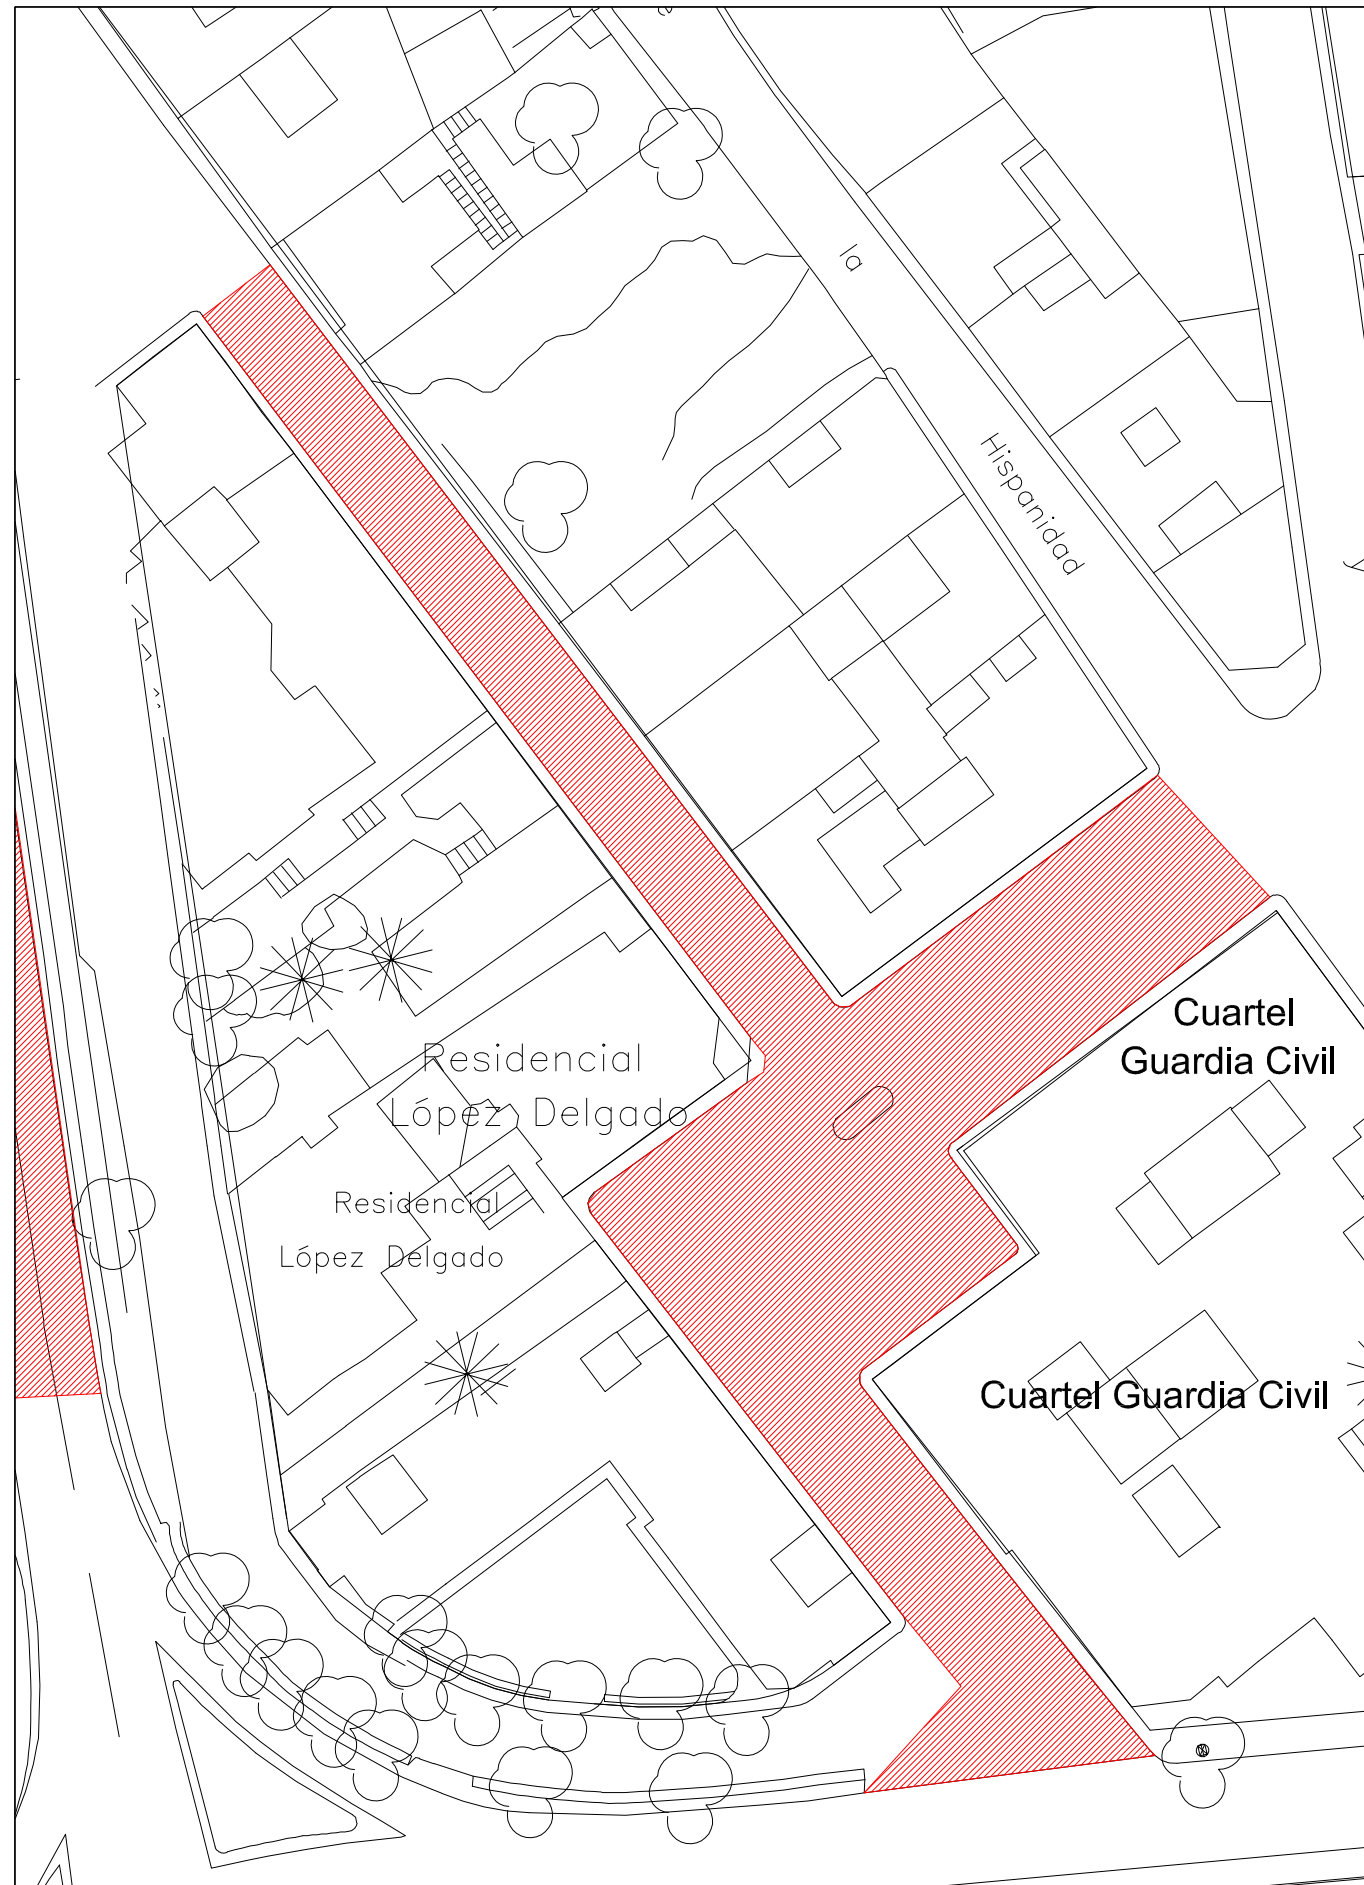 la
Hispanidad
Cuartel
Guardia Civil
Residencial
López Delgado
Residencial
López Delgado
Cuartel Guardia Civil